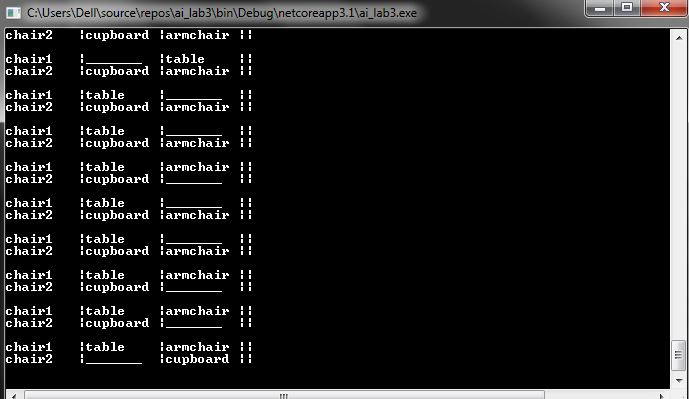 C:\Users\Dell\source\repos\ai_lab3\bin\Debug\netcoreapp3.1\ai_lab3.exe
chair2   ¦cupboard ¦armchair ¦¦
chair1   ¦_______  ¦table    ¦¦
chair2   ¦cupboard ¦armchair ¦¦
chair1   ¦table    ¦_______  ¦¦
chair2   ¦cupboard ¦armchair ¦¦
chair1   ¦table    ¦_______  ¦¦
chair2   ¦cupboard ¦armchair ¦¦
chair1   ¦table    ¦armchair ¦¦
chair2   ¦cupboard ¦_______  ¦¦
chair1   ¦table    ¦_______  ¦¦
chair2   ¦cupboard ¦armchair ¦¦
chair1   ¦table    ¦_______  ¦¦
chair2   ¦cupboard ¦armchair ¦¦
chair1   ¦table    ¦armchair ¦¦
chair2   ¦cupboard ¦_______  ¦¦
chair1   ¦table    ¦armchair ¦¦
chair2   ¦cupboard ¦_______  ¦¦
chair1   ¦table    ¦armchair ¦¦
chair2   ¦_______  ¦cupboard ¦¦